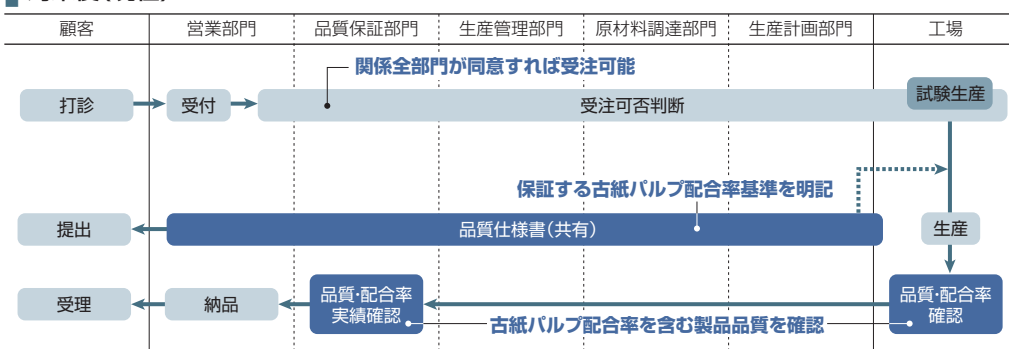 顧客 営業部門 品質保証部門 生産管理部門 原材料調達部門 生産計画部門 工場
関係全部門が同意すれば受注可能
打診 受付 受注可否判断 試験生産
保証する古紙パルプ配合率基準を明記
提出 品質仕様書(共有) 生産
受理 納品 品質・配合率 品質・配合率
実績確認 確認
古紙パルプ配合率を含む製品品質を確認